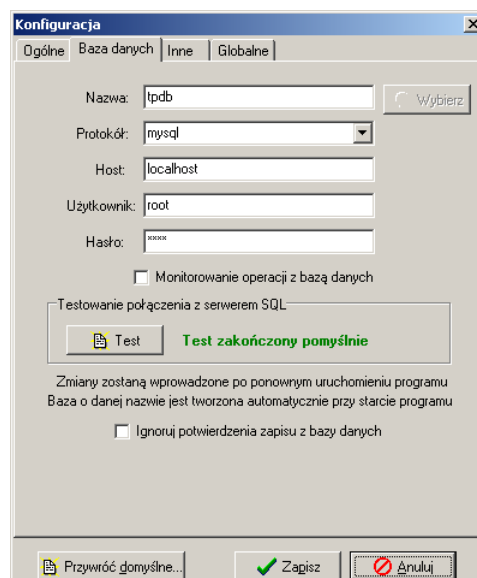 Konfiguracja
Ogólne Baza danych Inne Globalne
Nazwa: tpdb Wybierz
Protokół: mysql
Host: localhost
Użytkownik: root
Hasło: ****
Monitorowanie operacji z bazą danych
Testowanie połączenia z serwerem SQL
Test Test zakończony pomyślnie
Zmiany zostaną wprowadzone po ponownym uruchomieniu programu
Baza o danej nazwie jest tworzona automatycznie przy starcie programu
Ignoruj potwierdzenia zapisu z bazy danych
Przywróć domyślne... Zapisz Anuluj